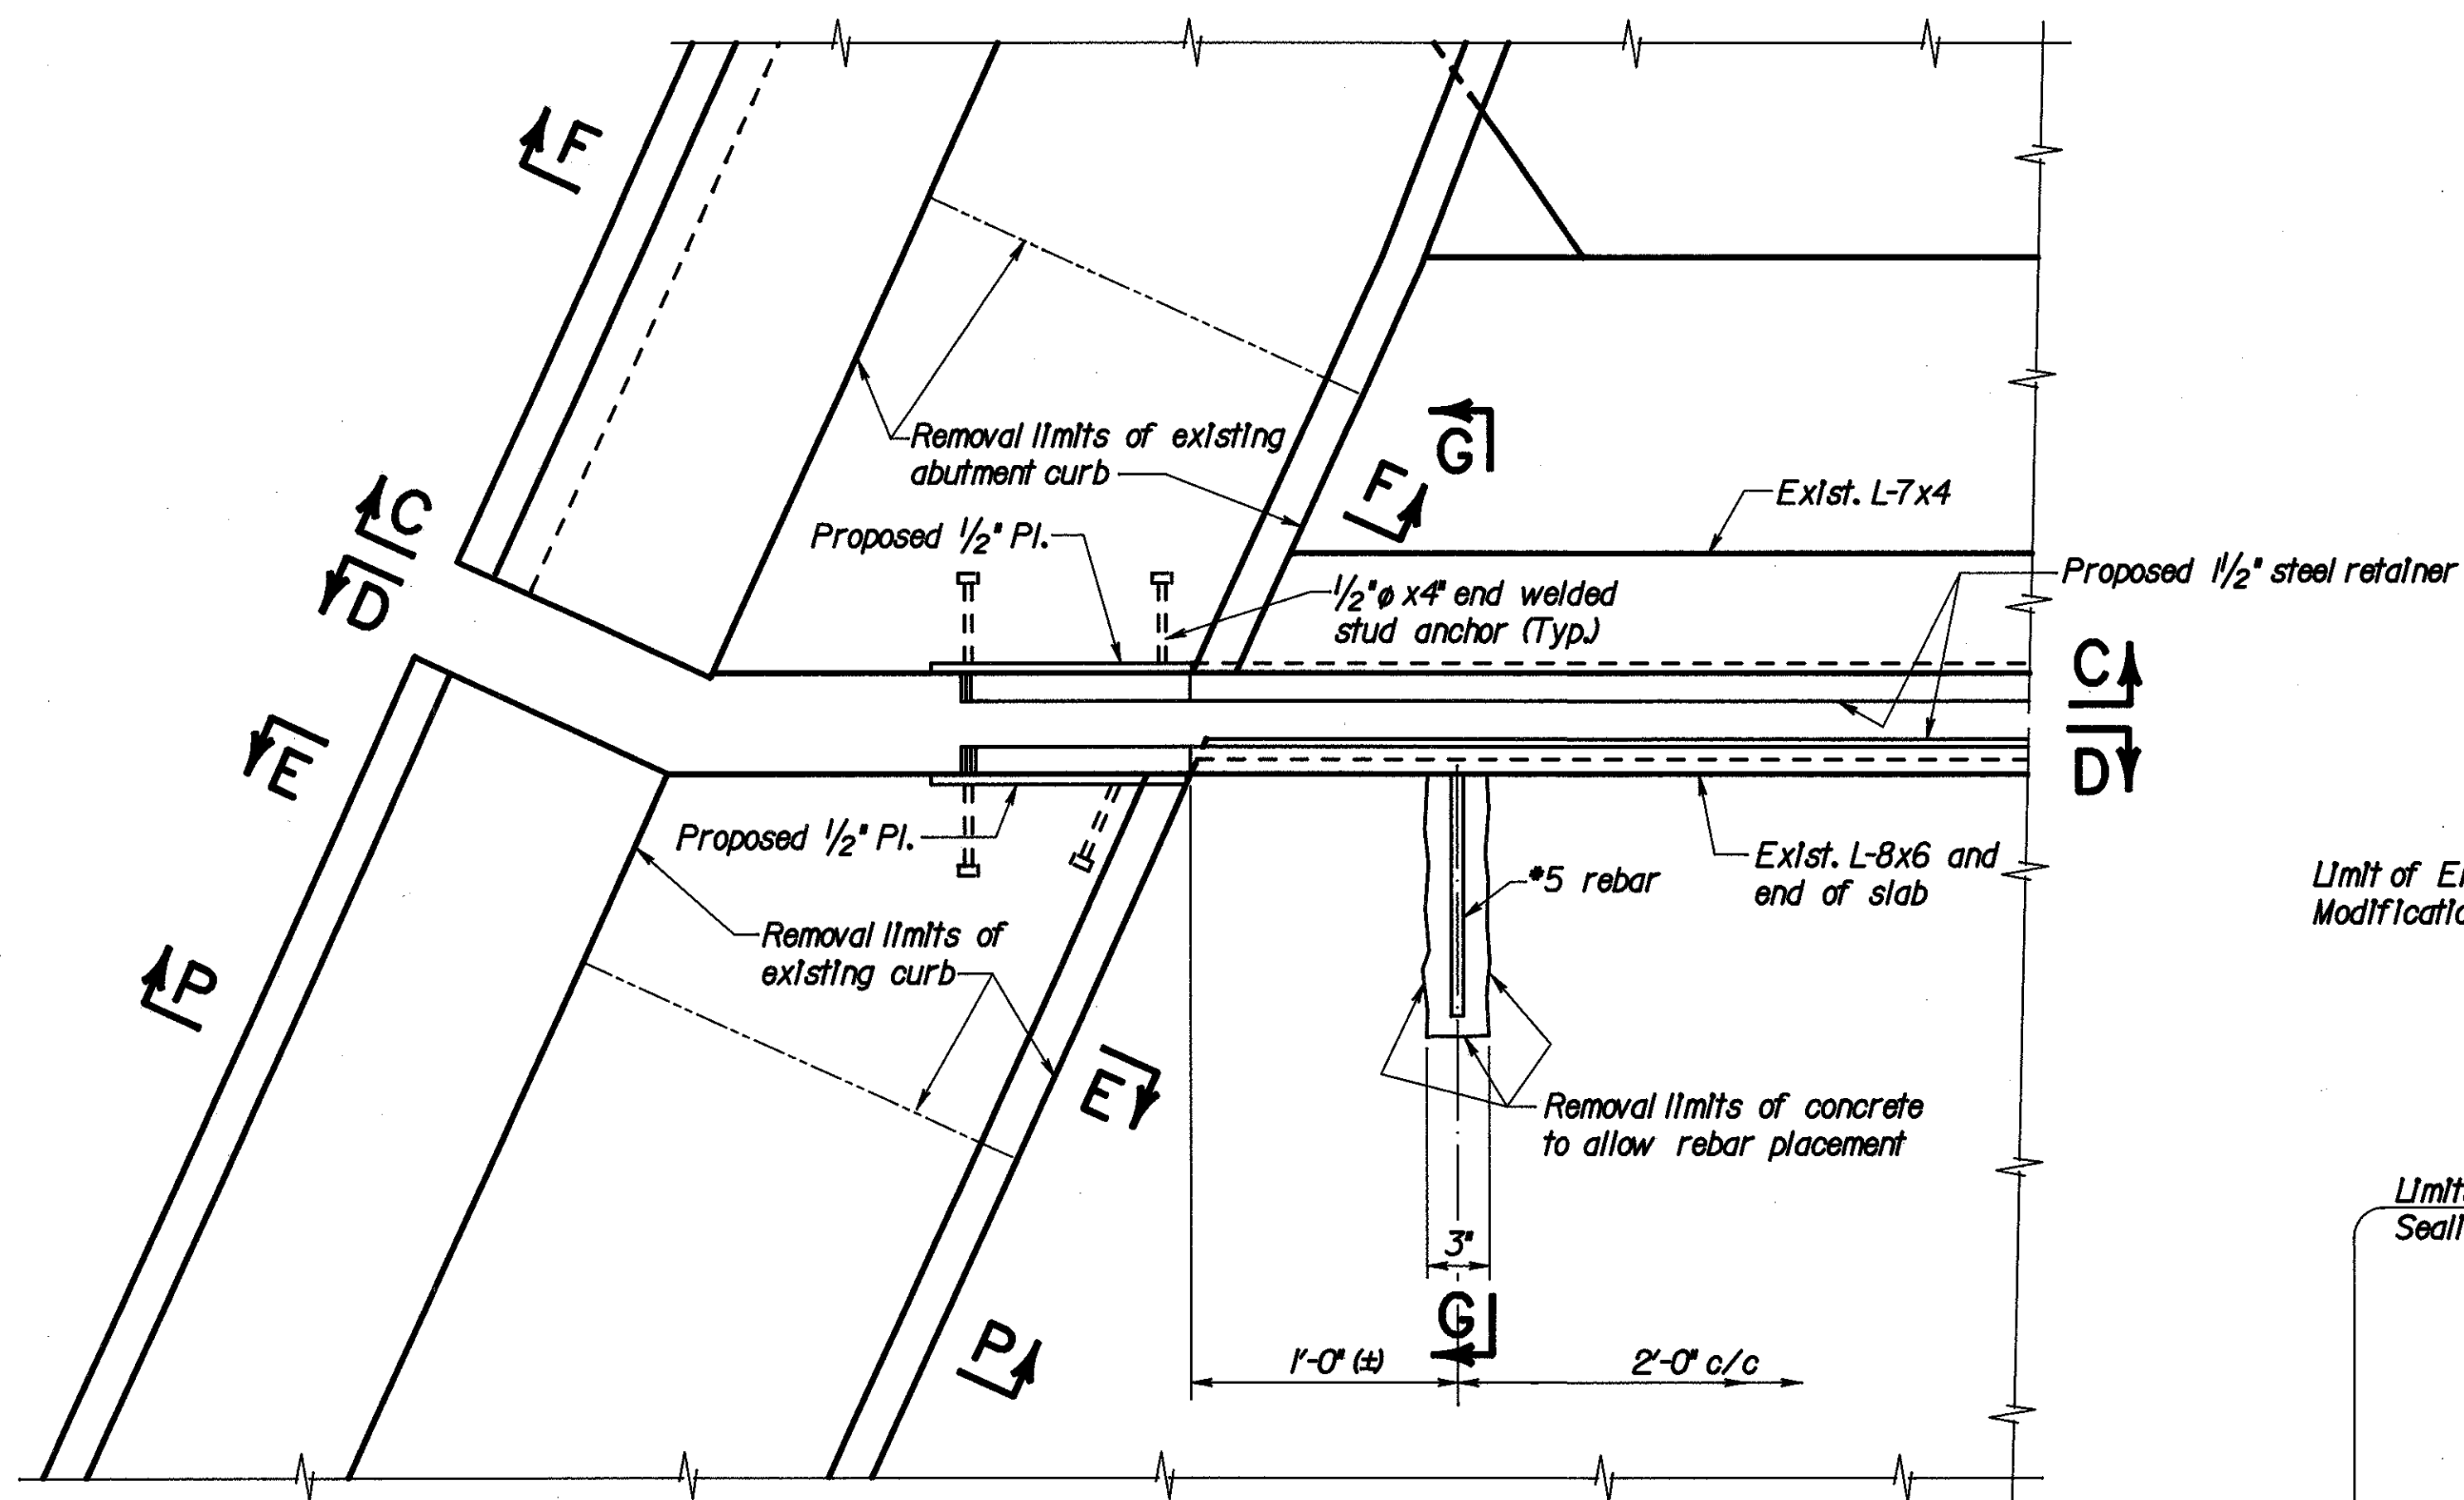 F
Removal limits of existing
abutment curb
G
F
Exist. L-7x4
C
D
Proposed 1/2" Pl.
1/2"φ x4" end welded
stud anchor (Typ.)
Proposed 1 1/2" steel retainer
C
D
E
Proposed 1/2" Pl.
Exist. L-8x6 and
end of slab
#5 rebar
Limit of
Removal limits of
existing curb
P
E
Removal limits of concrete
to allow rebar placement
3"
G
P
1'-0" (±)
2'-0" c/c